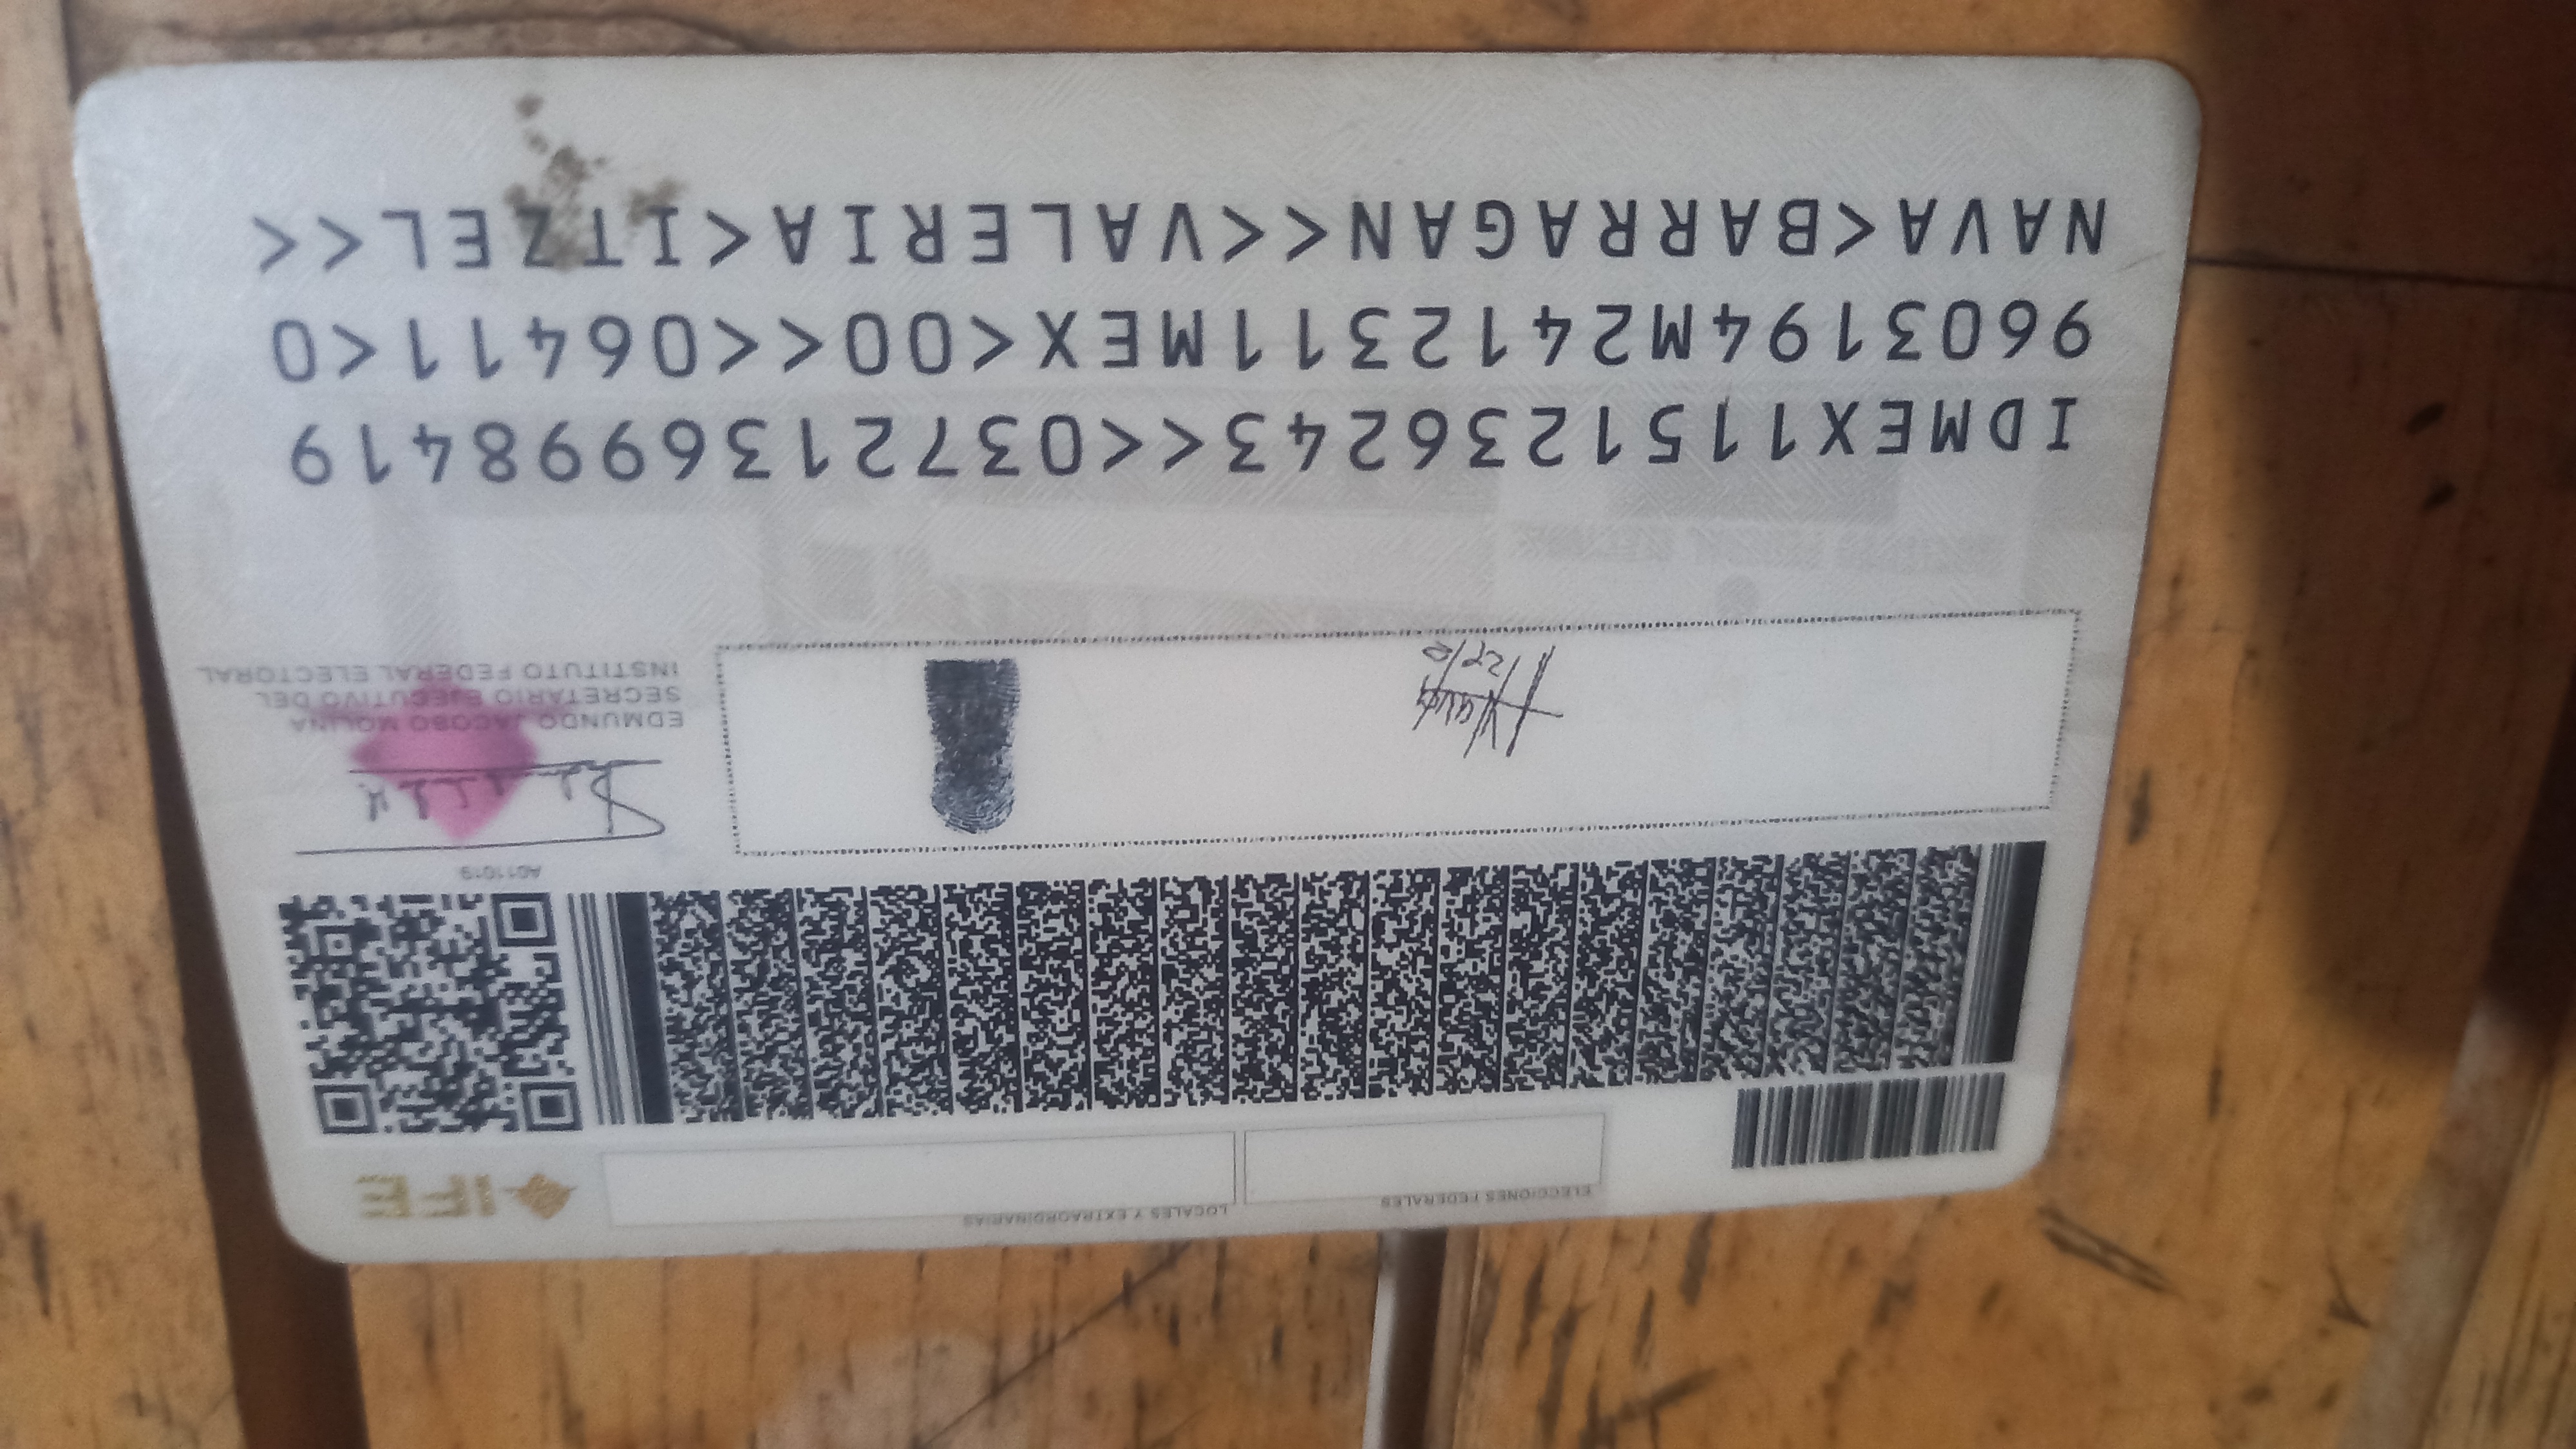 ELECCIONES FEDERALES
LOCALES Y EXTRAORDINARIAS
IFE
A011019
EDMUNDO JACOBO MOLINA
SECRETARIO EJECUTIVO DEL
INSTITUTO FEDERAL ELECTORAL
IDMEX1151236243<<0372136998419
9603194M2412311MEX<00<<06411<0
NAVA<BARRAGAN<<VALERIA<ITZEL<<